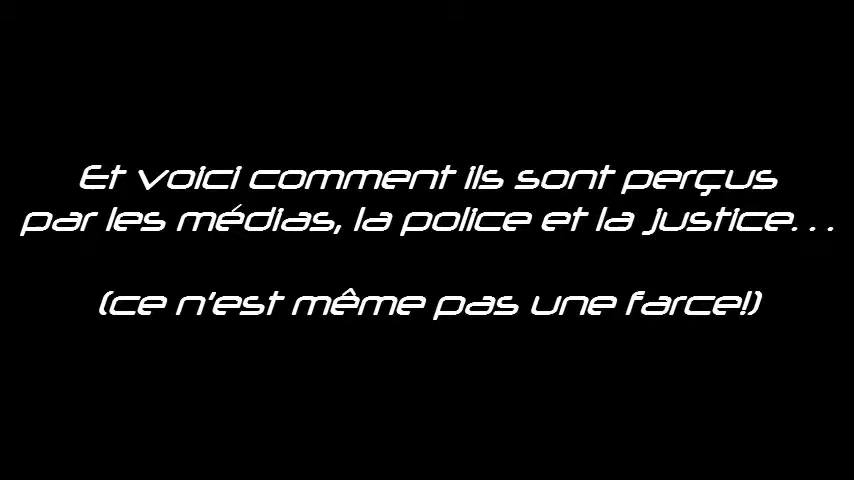 Et voici comment ils sont perçus
par les médias, la police et la justice...
(ce n'est même pas une farce!)